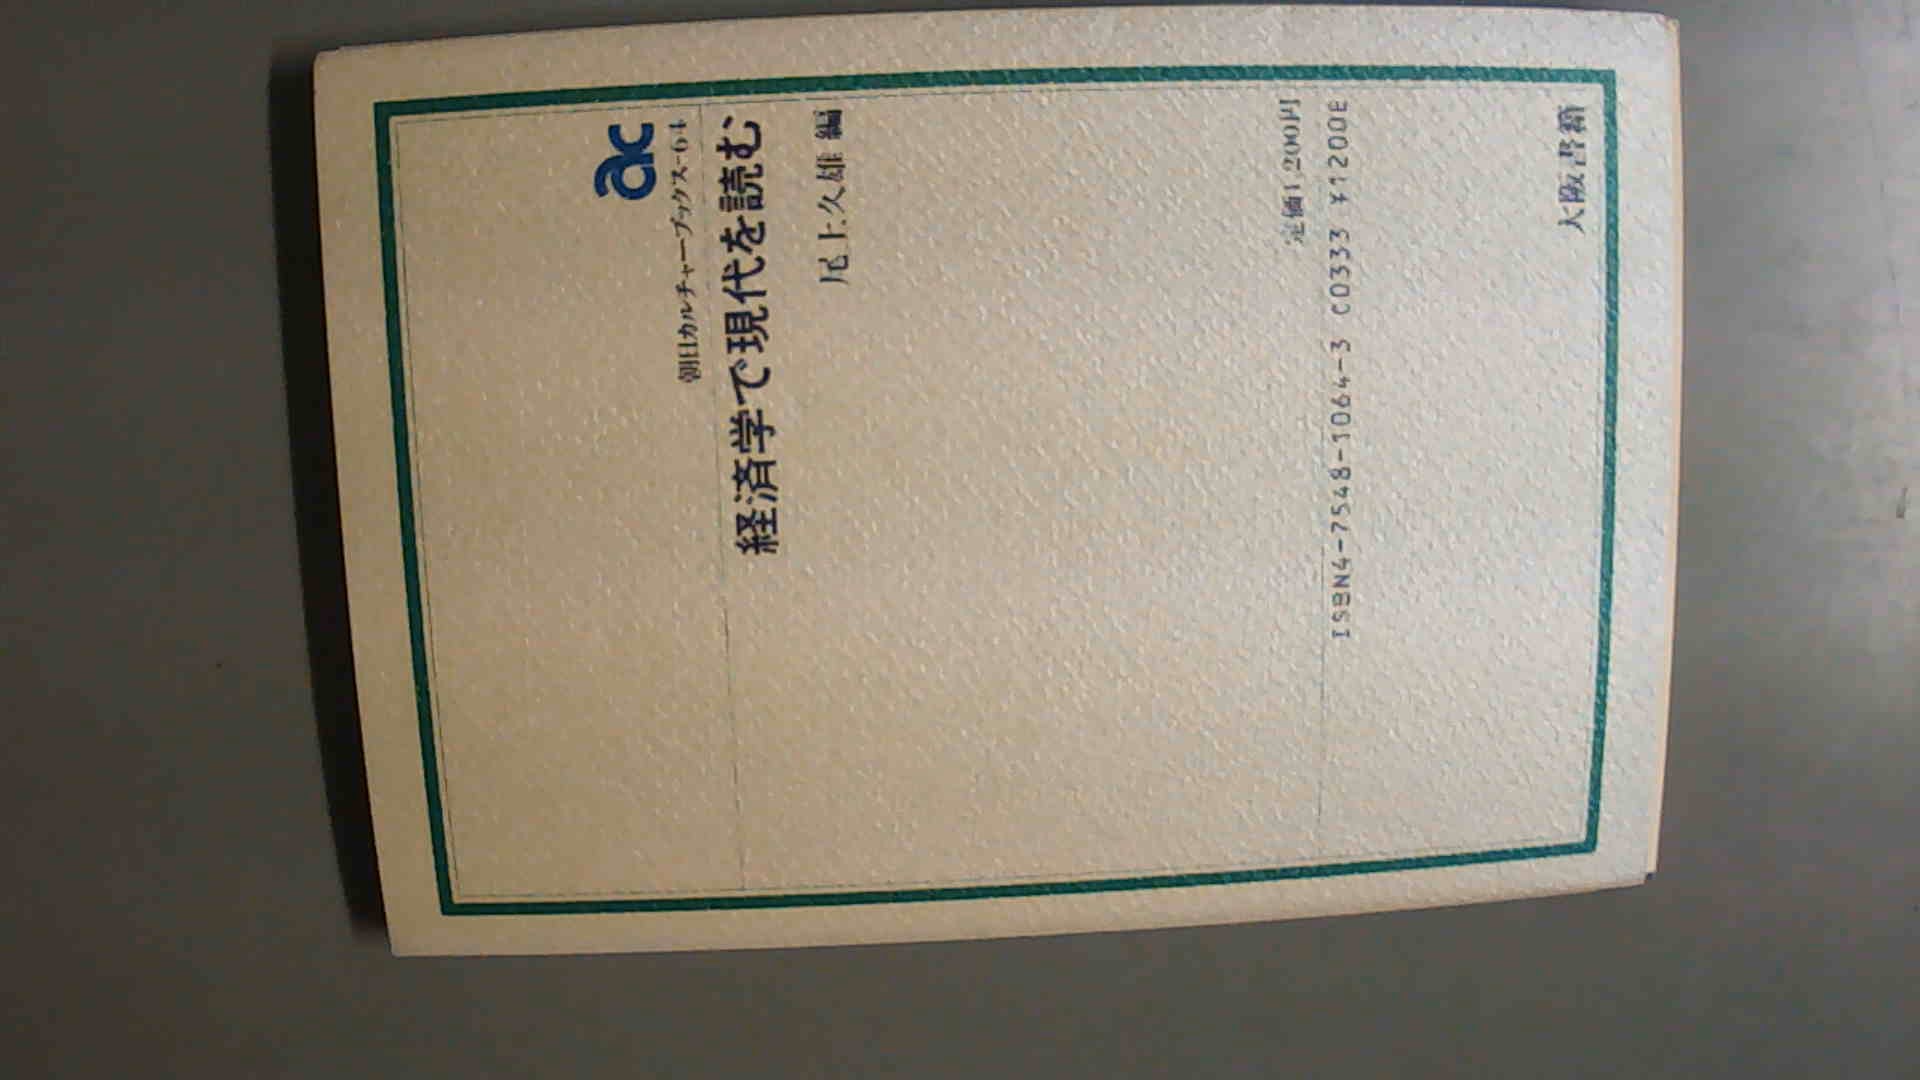 ac
朝日カルチャーブックス-64
経済学で現代を読む
尾上久雄 編
定価1,200円
ISBN4-7548-1064-3 C0333 ¥1200E
大阪書籍